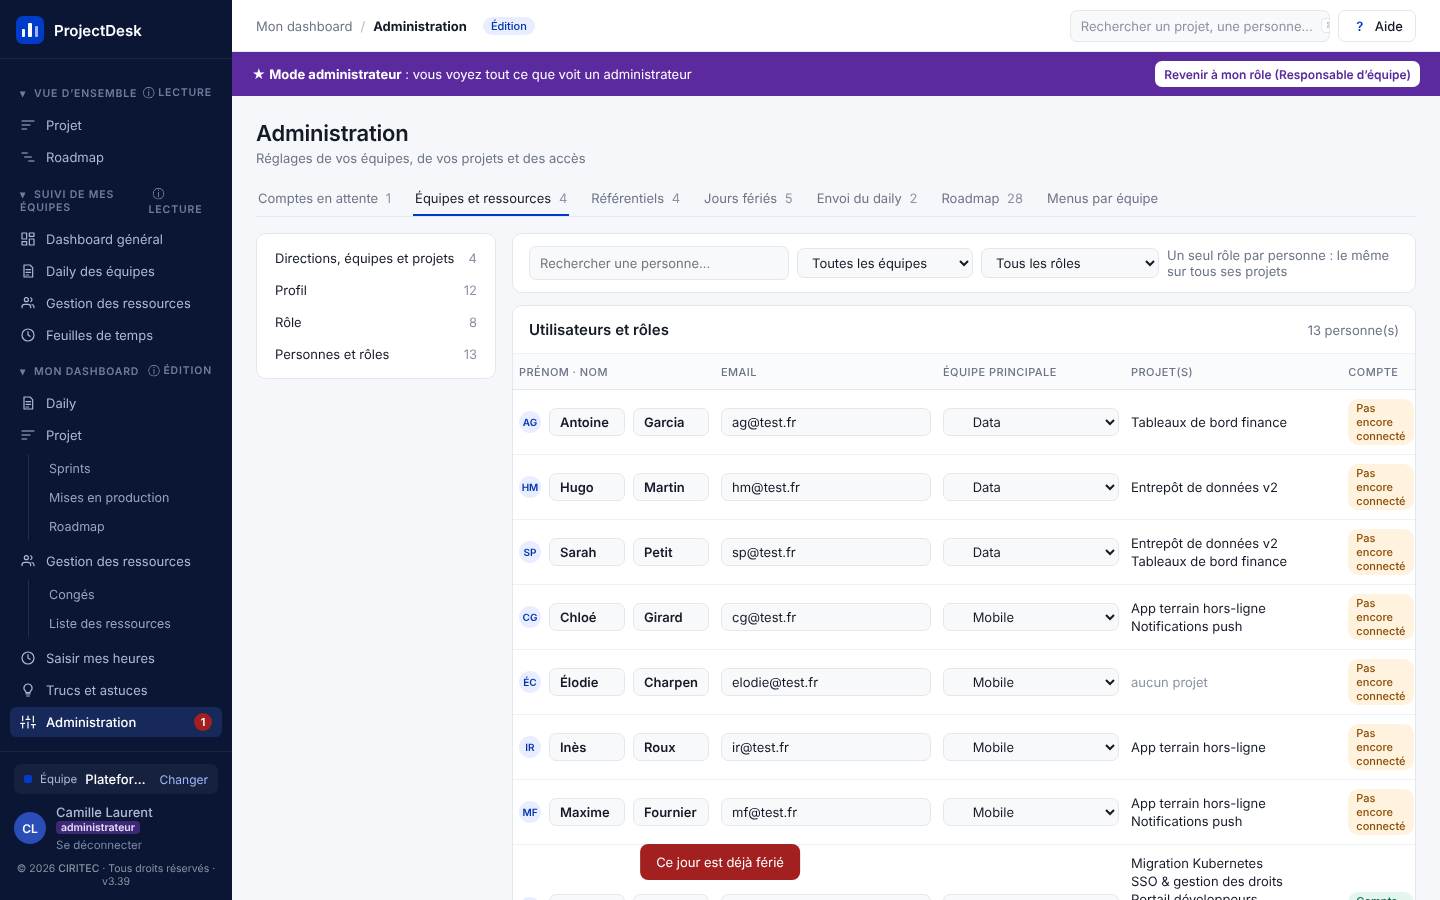 ProjectDesk
▾ VUE D'ENSEMBLE ⓘ LECTURE
Projet
Roadmap
▾ SUIVI DE MES ÉQUIPES ⓘ LECTURE
Dashboard général
Daily des équipes
Gestion des ressources
Feuilles de temps
▾ MON DASHBOARD ⓘ ÉDITION
Daily
Projet
Sprints
Mises en production
Roadmap
Gestion des ressources
Congés
Liste des ressources
Saisir mes heures
Trucs et astuces
Administration 1
Équipe Platefor... Changer
CL
Camille Laurent
administrateur
Se déconnecter
© 2026 CIRITEC · Tous droits réservés ·
v3.39
Mon dashboard / Administration Édition
Rechercher un projet, une personne...
? Aide
★ Mode administrateur : vous voyez tout ce que voit un administrateur
Revenir à mon rôle (Responsable d'équipe)
Administration
Réglages de vos équipes, de vos projets et des accès
Comptes en attente 1 Équipes et ressources 4 Référentiels 4 Jours fériés 5 Envoi du daily 2 Roadmap 28 Menus par équipe
Directions, équipes et projets 4
Profil 12
Rôle 8
Personnes et rôles 13
Rechercher une personne...
Toutes les équipes
Tous les rôles
Un seul rôle par personne : le même
sur tous ses projets
Utilisateurs et rôles 13 personne(s)
PRÉNOM · NOM EMAIL ÉQUIPE PRINCIPALE PROJET(S) COMPTE
AG Antoine Garcia ag@test.fr Data Tableaux de bord finance
Pas
encore
connecté
HM Hugo Martin hm@test.fr Data Entrepôt de données v2
Pas
encore
connecté
SP Sarah Petit sp@test.fr Data
Entrepôt de données v2
Tableaux de bord finance
Pas
encore
connecté
CG Chloé Girard cg@test.fr Mobile
App terrain hors-ligne
Notifications push
Pas
encore
connecté
ÉC Élodie Charpen elodie@test.fr Mobile aucun projet
Pas
encore
connecté
IR Inès Roux ir@test.fr Mobile App terrain hors-ligne
Pas
encore
connecté
MF Maxime Fournier mf@test.fr Mobile
App terrain hors-ligne
Notifications push
Pas
encore
connecté
Migration Kubernetes
SSO & gestion des droits
Portail développeurs
Compte
Ce jour est déjà férié